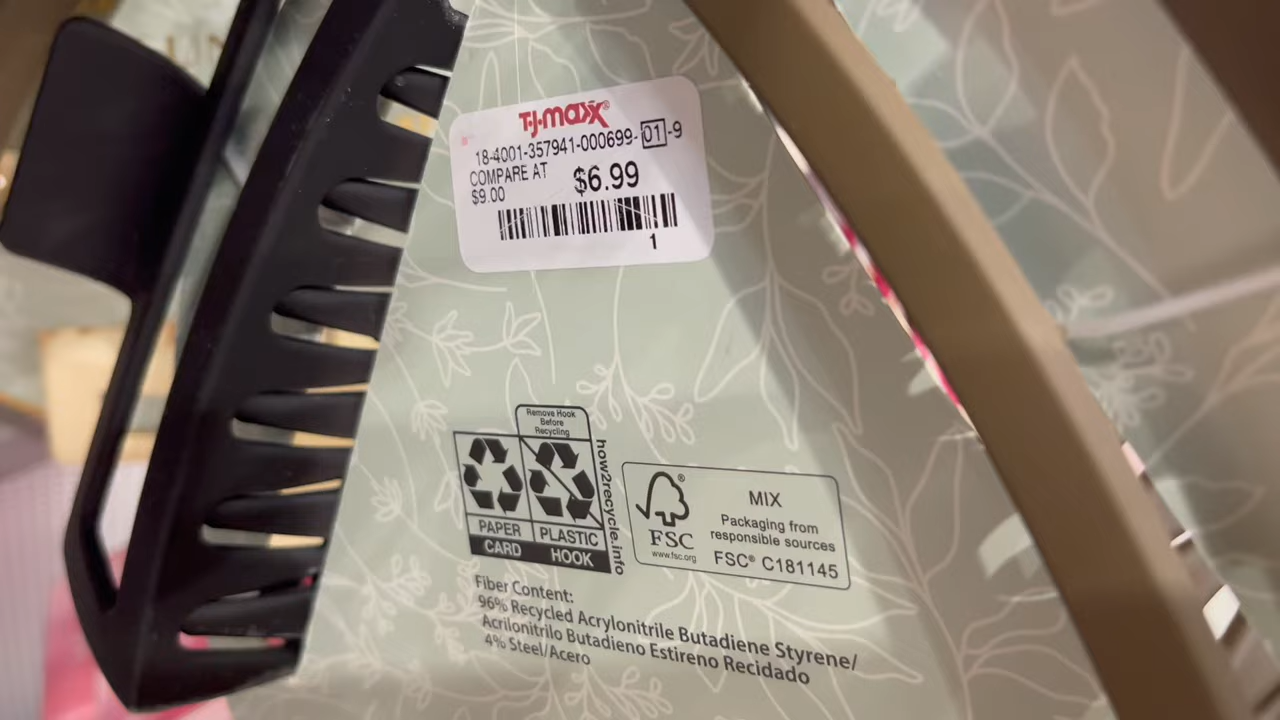 T.J.maxx®
18-4001-357941-000699-01-9
COMPARE AT
$9.00
$6.99
1
Remove Hook
Before
Recycling
PAPER
CARD
PLASTIC
HOOK
how2recycle.info
FSC
www.fsc.org
MIX
Packaging from
responsible sources
FSC® C181145
Fiber Content:
96% Recycled Acrylonitrile Butadiene Styrene/
Acrilonitrilo Butadieno Estireno Recidado
4% Steel/Acero